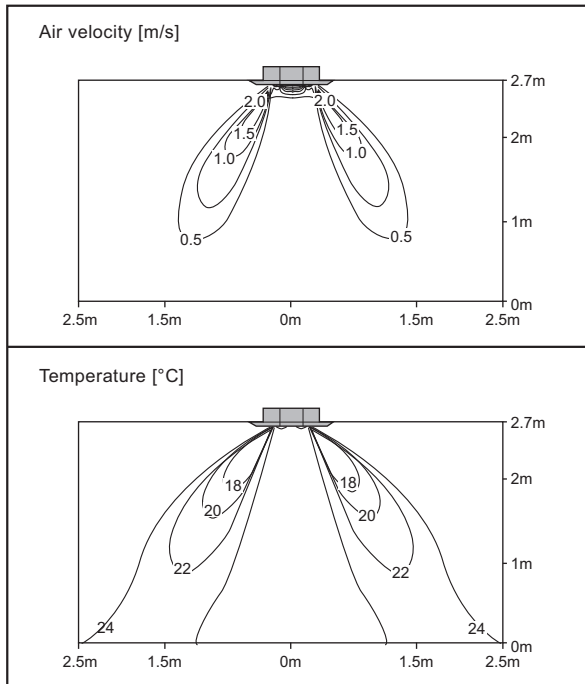 Air velocity [m/s]
2.7m
2.0 2.0
1.5 1.5
2m
1.0 1.0
1m
0.5 0.5
0m
2.5m 1.5m 0m 1.5m 2.5m
Temperature [°C]
2.7m
18 18
2m
20 20
22 22
1m
24 24
0m
2.5m 1.5m 0m 1.5m 2.5m